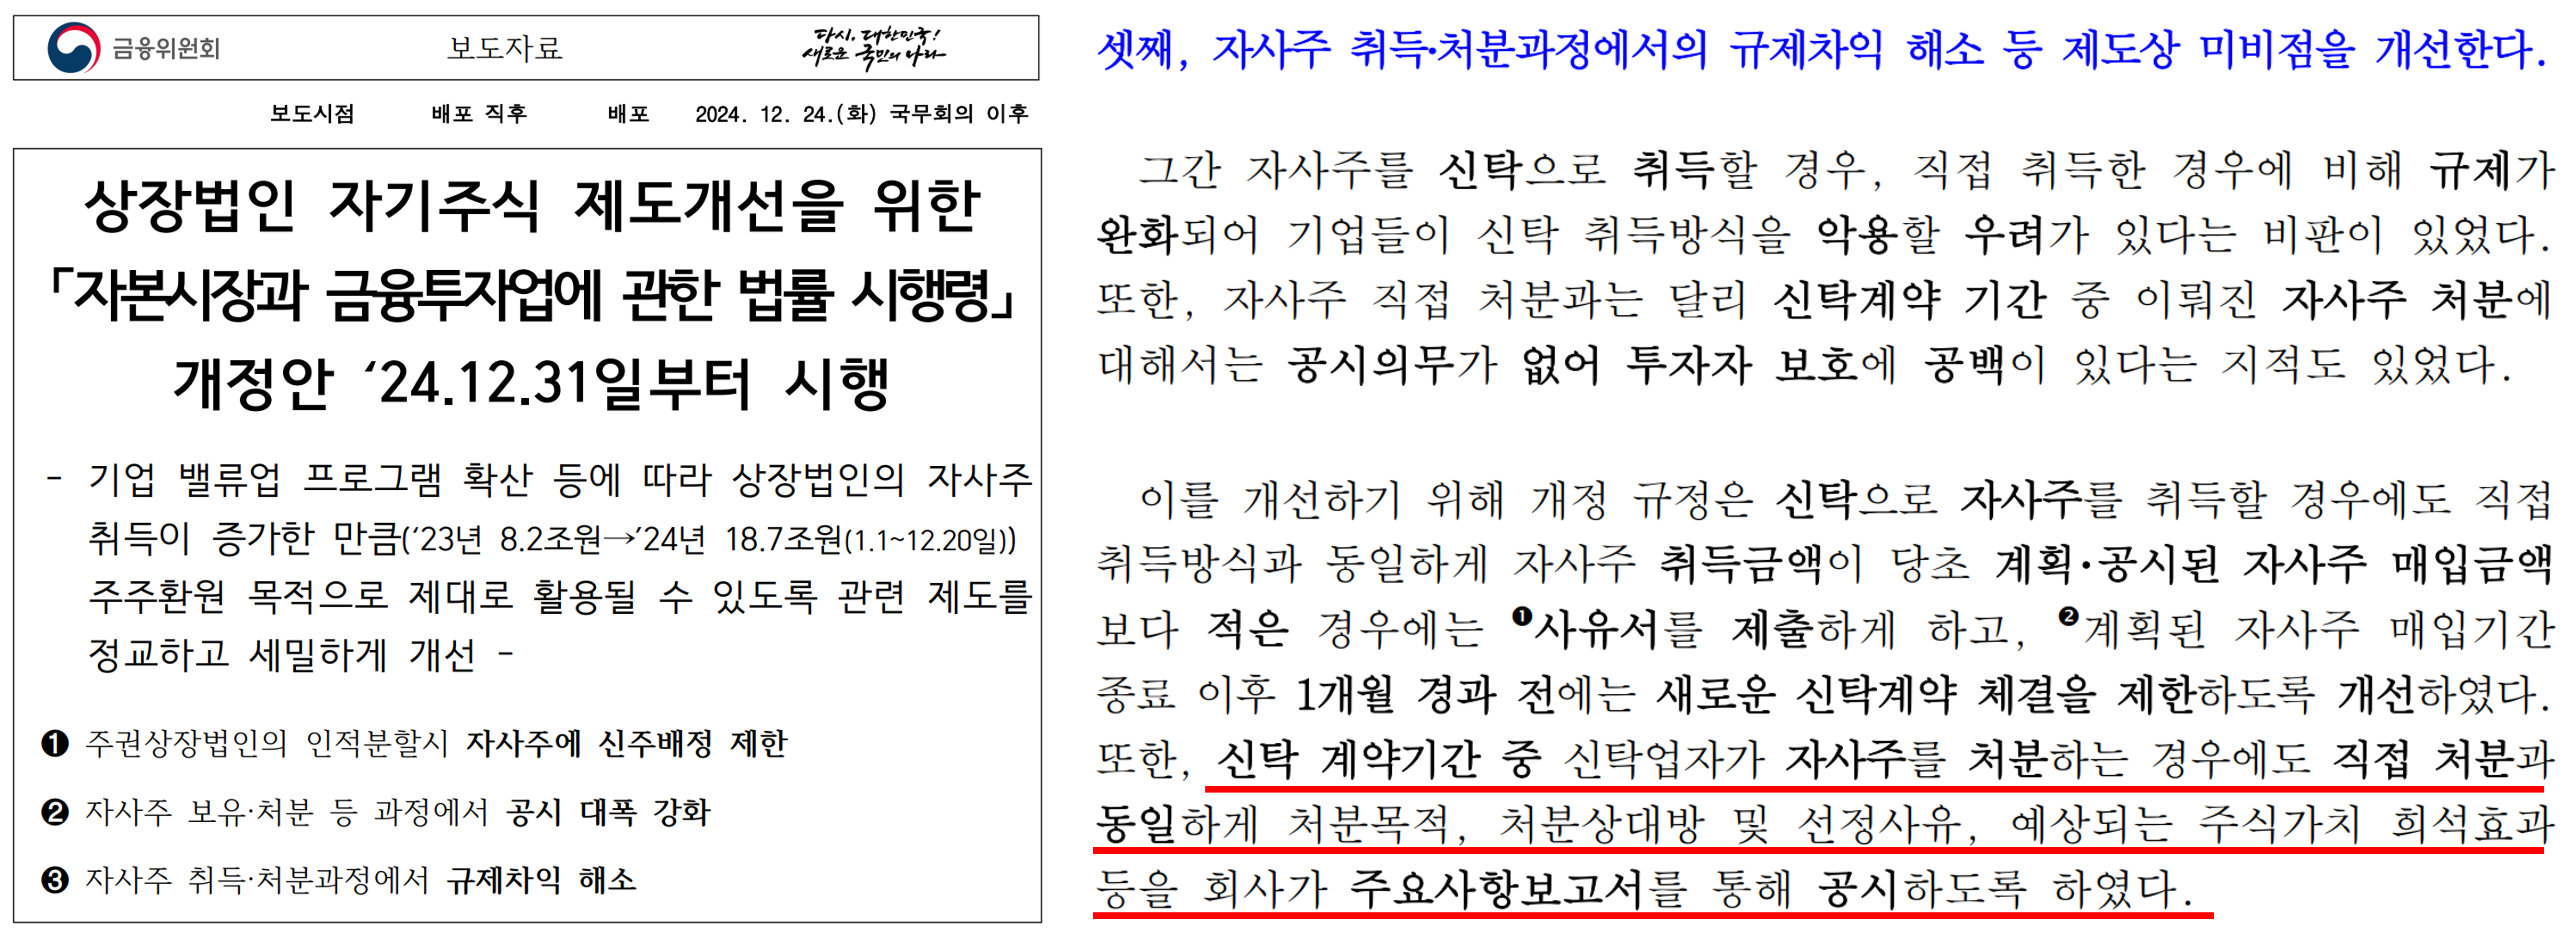 금융위원회
보도자료
다시, 대한민국!
새로운 국민의 나라
보도시점 배포 직후 배포 2024. 12. 24.(화) 국무회의 이후
상장법인 자기주식 제도개선을 위한
「자본시장과 금융투자업에 관한 법률 시행령」
개정안 ‘24.12.31일부터 시행
- 기업 밸류업 프로그램 확산 등에 따라 상장법인의 자사주
취득이 증가한 만큼(‘23년 8.2조원→’24년 18.7조원(1.1~12.20일))
주주환원 목적으로 제대로 활용될 수 있도록 관련 제도를
정교하고 세밀하게 개선 -
❶ 주권상장법인의 인적분할시 자사주에 신주배정 제한
❷ 자사주 보유·처분 등 과정에서 공시 대폭 강화
❸ 자사주 취득·처분과정에서 규제차익 해소
셋째, 자사주 취득·처분과정에서의 규제차익 해소 등 제도상 미비점을 개선한다.
그간 자사주를 신탁으로 취득할 경우, 직접 취득한 경우에 비해 규제가
완화되어 기업들이 신탁 취득방식을 악용할 우려가 있다는 비판이 있었다.
또한, 자사주 직접 처분과는 달리 신탁계약 기간 중 이뤄진 자사주 처분에
대해서는 공시의무가 없어 투자자 보호에 공백이 있다는 지적도 있었다.
이를 개선하기 위해 개정 규정은 신탁으로 자사주를 취득할 경우에도 직접
취득방식과 동일하게 자사주 취득금액이 당초 계획·공시된 자사주 매입금액
보다 적은 경우에는 ❶사유서를 제출하게 하고, ❷계획된 자사주 매입기간
종료 이후 1개월 경과 전에는 새로운 신탁계약 체결을 제한하도록 개선하였다.
또한, 신탁 계약기간 중 신탁업자가 자사주를 처분하는 경우에도 직접 처분과
동일하게 처분목적, 처분상대방 및 선정사유, 예상되는 주식가치 희석효과
등을 회사가 주요사항보고서를 통해 공시하도록 하였다.